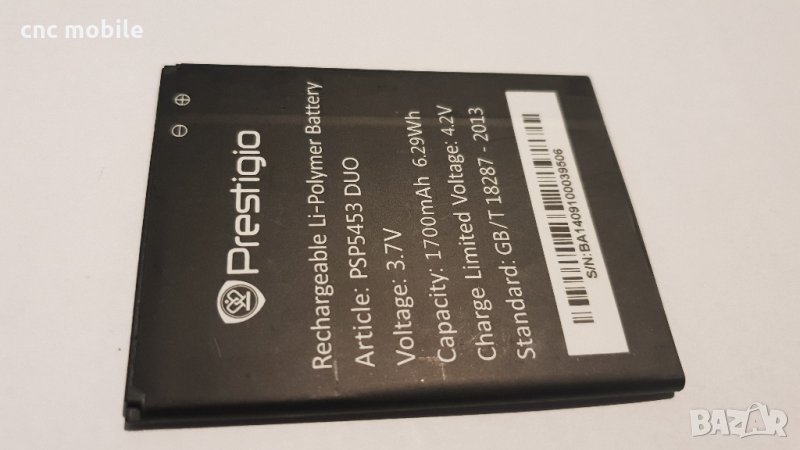 cnc mobile
Prestigio
Rechargeable Li-Polymer Battery
Article: PSP5453 DUO
Voltage: 3.7V
Capacity: 1700mAh 6.29Wh
Charge Limited Voltage: 4.2V
Standard: GB/T 18287 - 2013
S/N: BA1409100039506
BAZAR